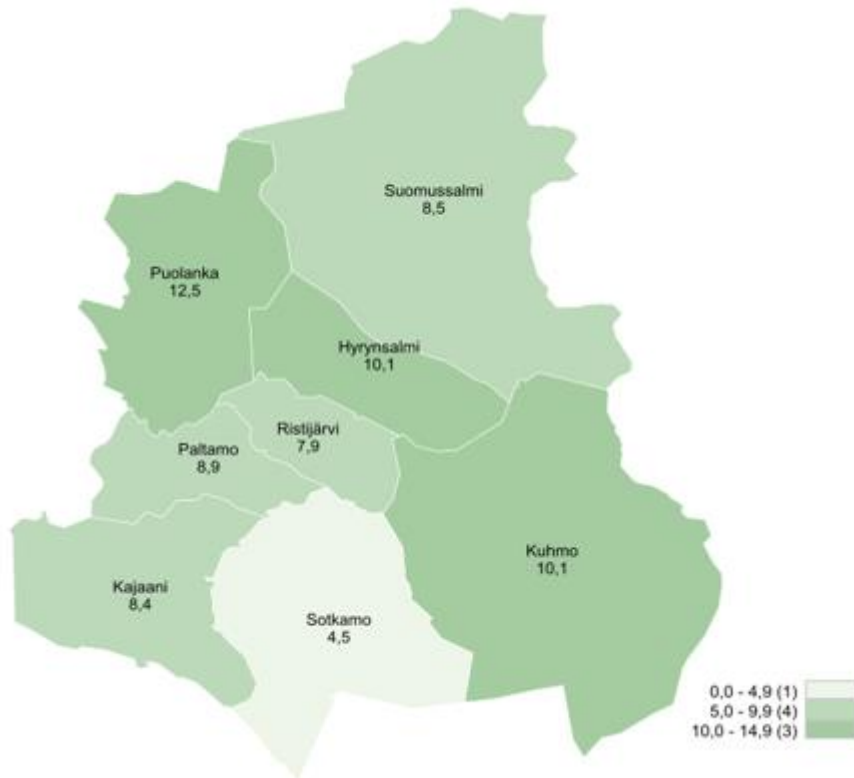 Suomussalmi
8,5
Puolanka
12,5
Hyrynsalmi
10,1
Ristijärvi
7,9
Paltamo
8,9
Kuhmo
10,1
Kajaani
8,4
Sotkamo
4,5
0,0 - 4,9 (1)
5,0 - 9,9 (4)
10,0 - 14,9 (3)